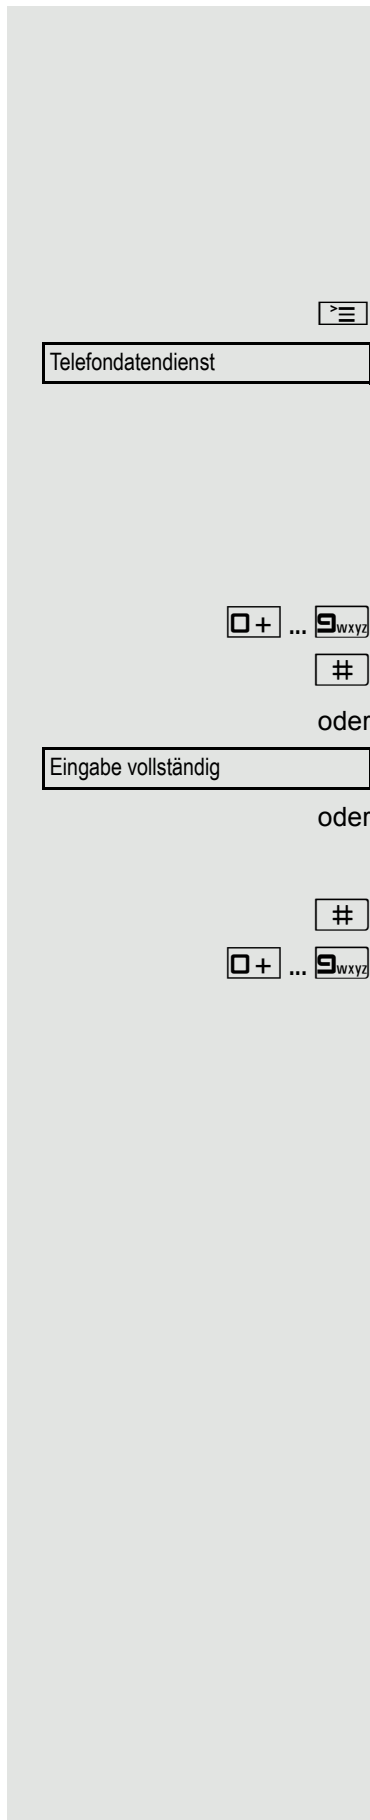 >☰
Telefondatendienst
0 + ... 9wxyz
#
oder
Eingabe vollständig
oder
#
0 + ... 9wxyz